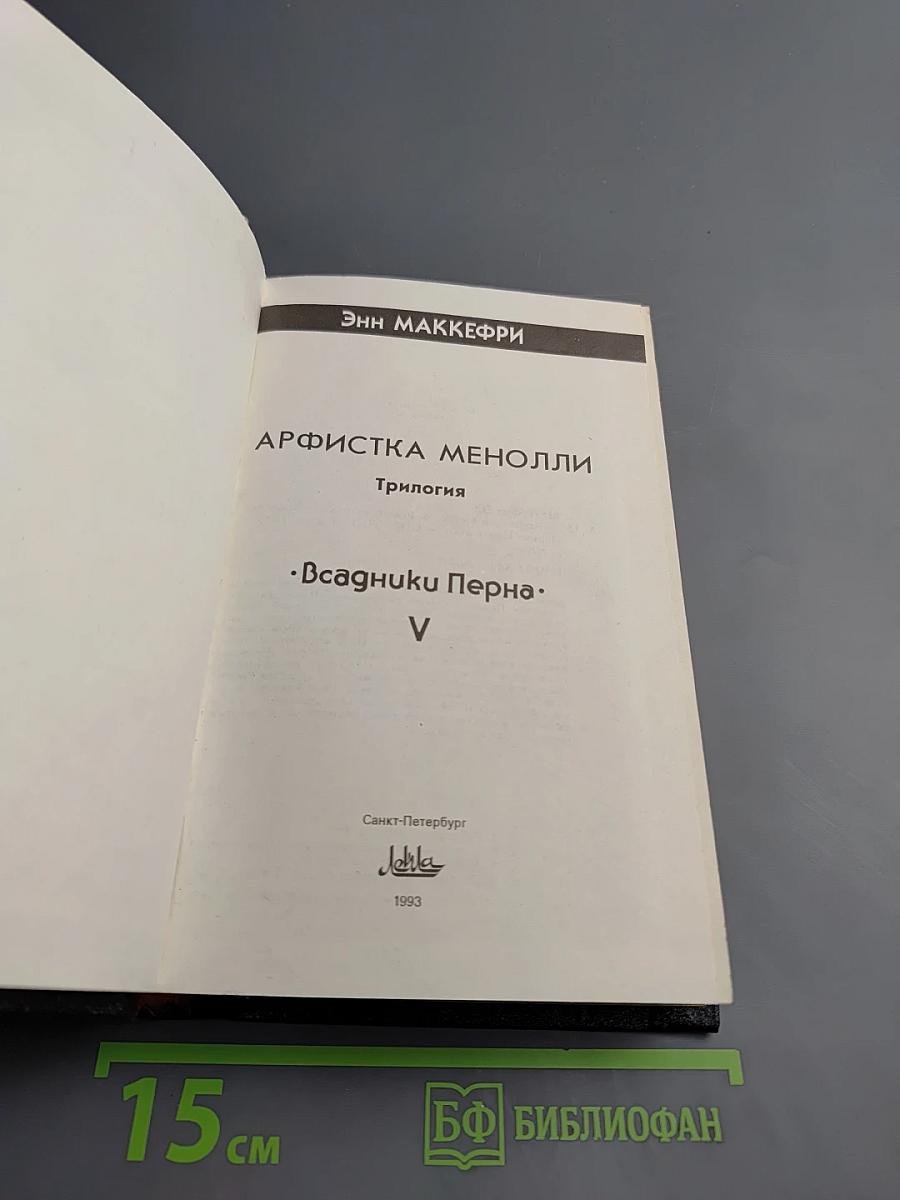 Энн МАККЕФРИ
АРФИСТКА МЕНОЛЛИ
Трилогия
·Всадники Перна·
V
Санкт-Петербург
1993
15 см
БФ БИБЛИОФАН